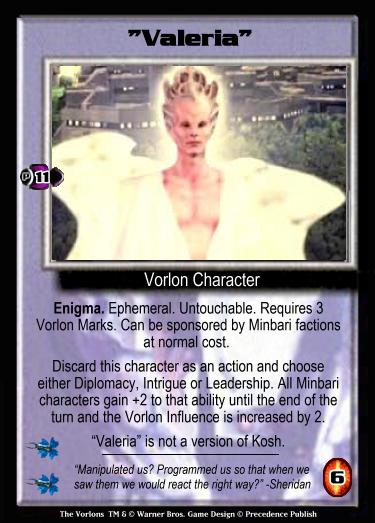 "Valeria"
P 11
Vorlon Character
Enigma. Ephemeral. Untouchable. Requires 3
Vorlon Marks. Can be sponsored by Minbari factions
at normal cost.
Discard this character as an action and choose
either Diplomacy, Intrigue or Leadership. All Minbari
characters gain +2 to that ability until the end of the
turn and the Vorlon Influence is increased by 2.
"Valeria" is not a version of Kosh.
"Manipulated us? Programmed us so that when we
saw them we would react the right way?" -Sheridan
6
The Vorlons TM & © Warner Bros. Game Design © Precedence Publish